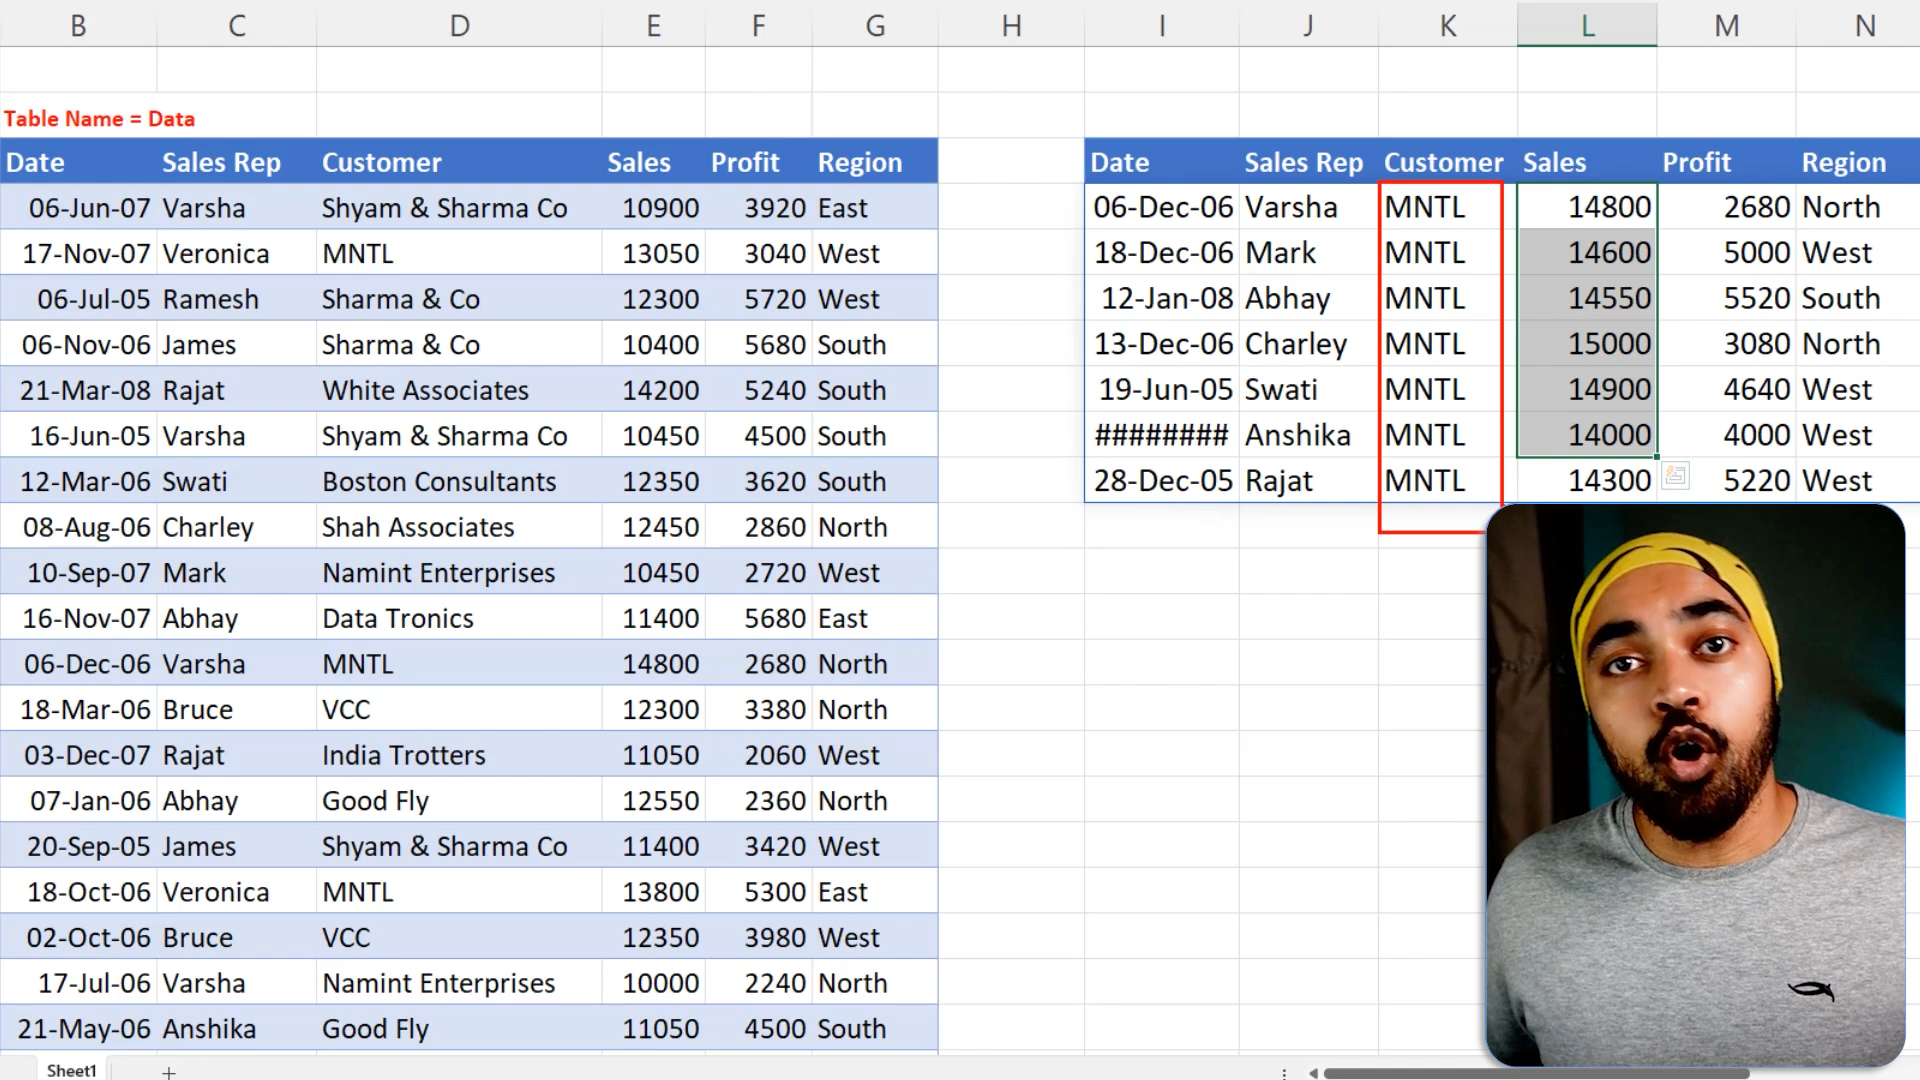 B C D E F G H I J K L M N
Table Name = Data
Date Sales Rep Customer Sales Profit Region Date Sales Rep Customer Sales Profit Region
06-Jun-07 Varsha Shyam & Sharma Co 10900 3920 East 06-Dec-06 Varsha MNTL 14800 2680 North
17-Nov-07 Veronica MNTL 13050 3040 West 18-Dec-06 Mark MNTL 14600 5000 West
06-Jul-05 Ramesh Sharma & Co 12300 5720 West 12-Jan-08 Abhay MNTL 14550 5520 South
06-Nov-06 James Sharma & Co 10400 5680 South 13-Dec-06 Charley MNTL 15000 3080 North
21-Mar-08 Rajat White Associates 14200 5240 South 19-Jun-05 Swati MNTL 14900 4640 West
16-Jun-05 Varsha Shyam & Sharma Co 10450 4500 South ######## Anshika MNTL 14000 4000 West
12-Mar-06 Swati Boston Consultants 12350 3620 South 28-Dec-05 Rajat MNTL 14300 5220 West
08-Aug-06 Charley Shah Associates 12450 2860 North
10-Sep-07 Mark Namint Enterprises 10450 2720 West
16-Nov-07 Abhay Data Tronics 11400 5680 East
06-Dec-06 Varsha MNTL 14800 2680 North
18-Mar-06 Bruce VCC 12300 3380 North
03-Dec-07 Rajat India Trotters 11050 2060 West
07-Jan-06 Abhay Good Fly 12550 2360 North
20-Sep-05 James Shyam & Sharma Co 11400 3420 West
18-Oct-06 Veronica MNTL 13800 5300 East
02-Oct-06 Bruce VCC 12350 3980 West
17-Jul-06 Varsha Namint Enterprises 10000 2240 North
21-May-06 Anshika Good Fly 11050 4500 South
Sheet1